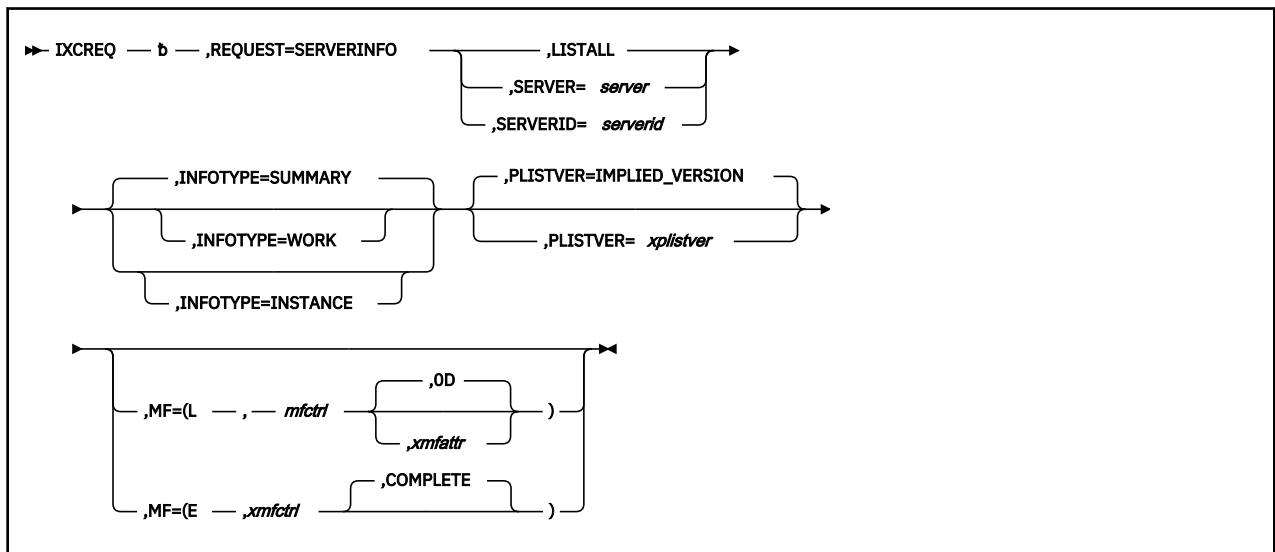 IXCREQ b ,REQUEST=SERVERINFO ,LISTALL
,SERVER= server
,SERVERID= serverid
,INFOTYPE=SUMMARY
,INFOTYPE=WORK
,INFOTYPE=INSTANCE
,PLISTVER=IMPLIED_VERSION
,PLISTVER= xplistver
,MF=(L , mfctrl ,0D )
,xmfattr
,MF=(E ,xmfctrl ,COMPLETE )